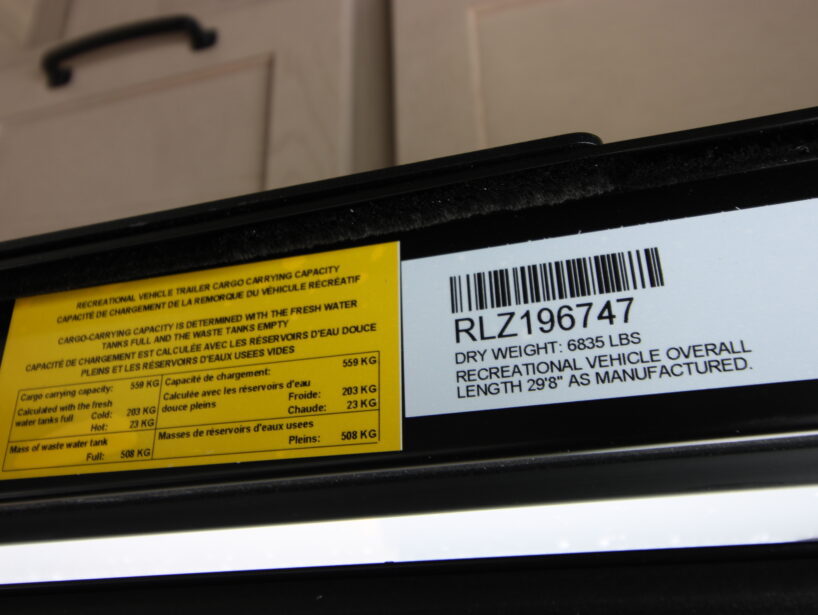 RECREATIONAL VEHICLE TRAILER CARGO CARRYING CAPACITY
CAPACITÉ DE CHARGEMENT DE LA REMORQUE DU VÉHICULE RÉCRÉATIF
CARGO-CARRYING CAPACITY IS DETERMINED WITH THE FRESH WATER
TANKS FULL AND THE WASTE TANKS EMPTY
CAPACITÉ DE CHARGEMENT EST CALCULÉE AVEC LES RÉSERVOIRS D'EAU DOUCE
PLEINS ET LES RÉSERVOIRS D'EAUX USEES VIDES
Cargo carrying capacity: 559 KG
Calculated with the fresh
water tanks full Cold: 203 KG
Hot: 23 KG
Mass of waste water tank
Full: 508 KG
Capacité de chargement: 559 KG
Calculée avec les réservoirs d'eau
douce pleins Froide: 203 KG
Chaude: 23 KG
Masses de réservoirs d'eaux usees
Pleins: 508 KG
RLZ196747
DRY WEIGHT: 6835 LBS
RECREATIONAL VEHICLE OVERALL
LENGTH 29'8" AS MANUFACTURED.